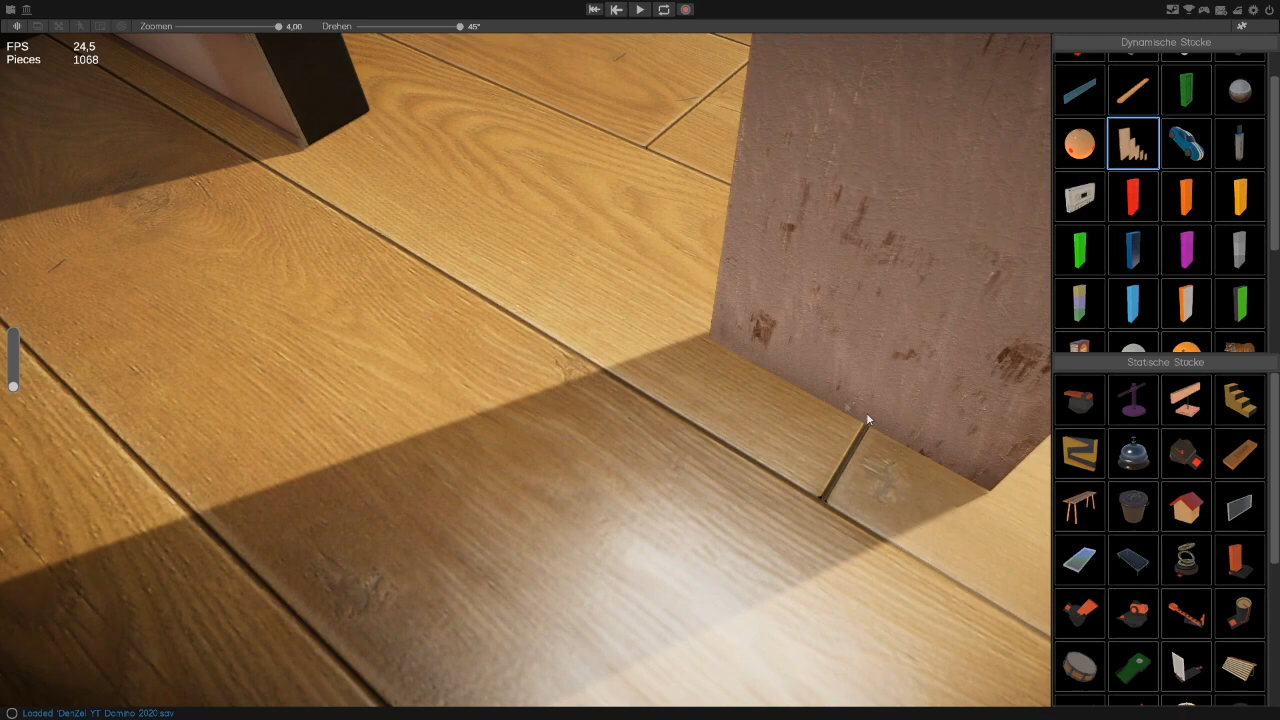 Zoomen 4,00 Drehen 45°
FPS 24,5
Pieces 1068
Dynamische Stocke
Statische Stocke
Loaded 'DenZel YT Domino 2020.sav